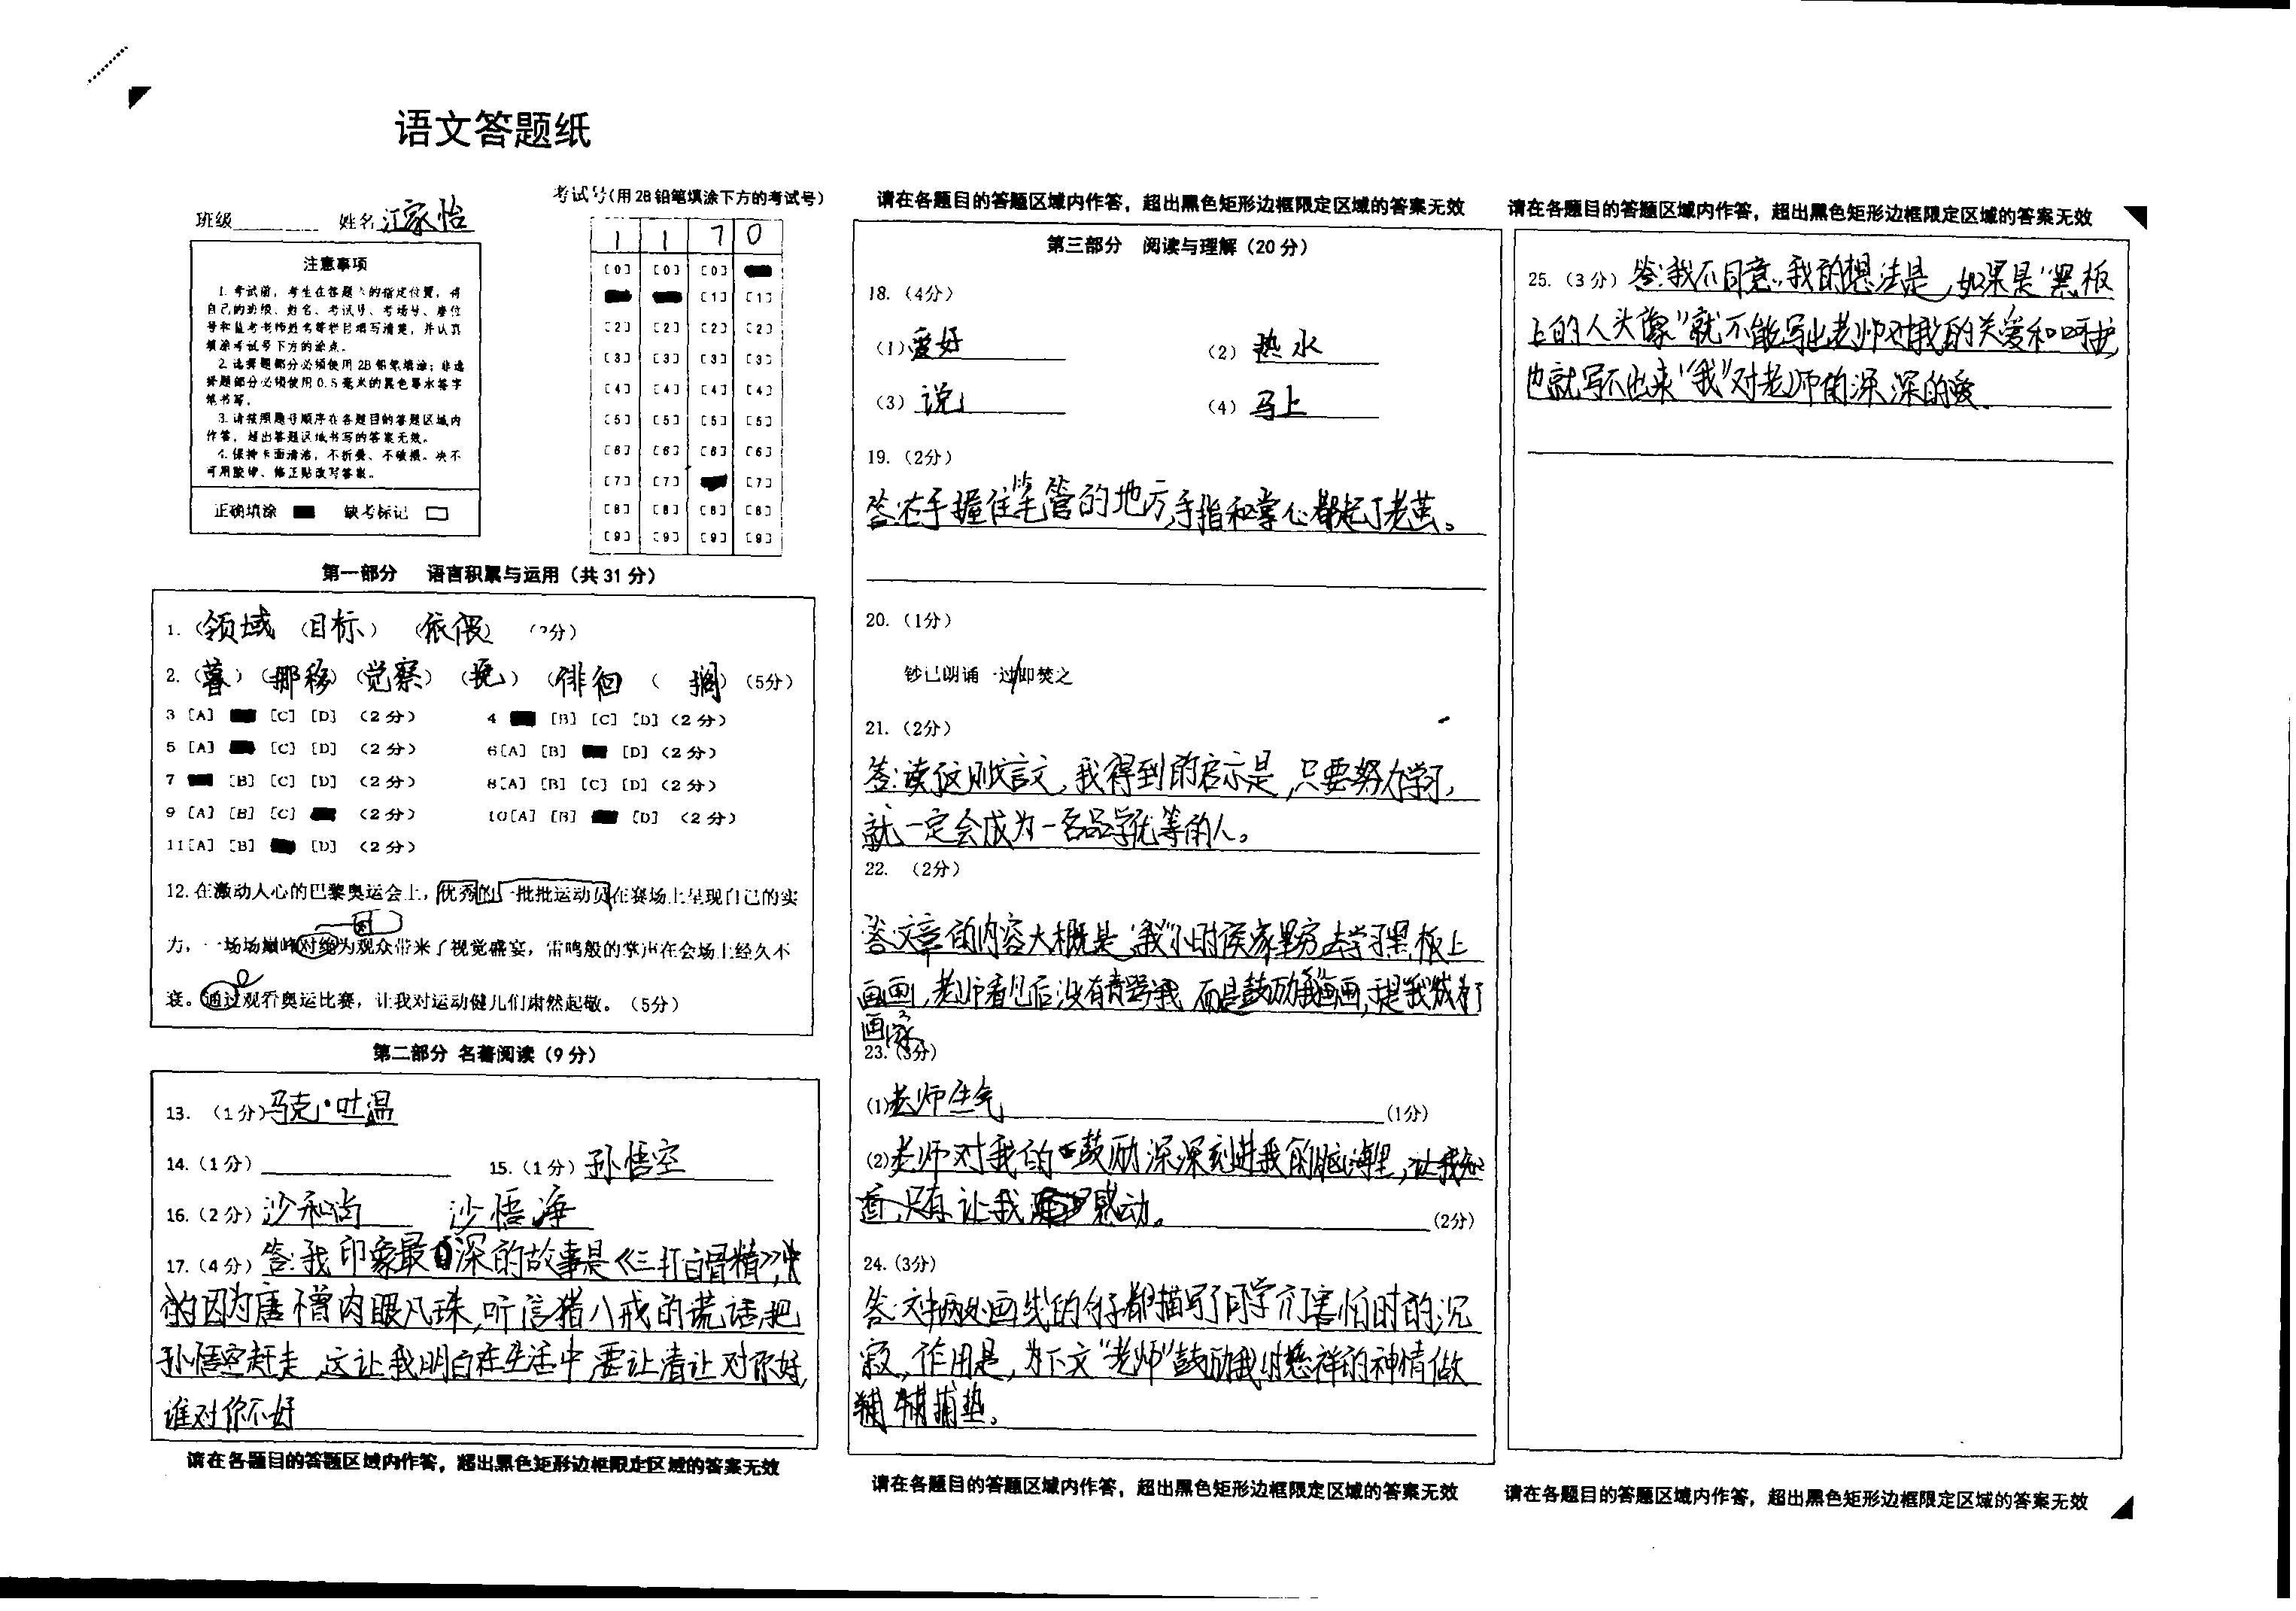 语文答题纸
班级 姓名 江家怡
考试号(用2B铅笔填涂下方的考试号)
1 1 7 0
注意事项
1.考试前,考生在答题卡的指定位置,将
自己的班级、姓名、考试号、考场号、座位
号和监考老师姓名等栏目填写清楚,并认真
填涂考试号下方的涂点。
2.选择题部分必须使用2B铅笔填涂;非选
择题部分必须使用0.5毫米的黑色墨水签字
笔书写。
3.请按照题号顺序在各题目的答题区域内
作答,超出答题区域书写的答案无效。
4.保持卡面清洁,不折叠、不破损。决不
可用胶带、修正贴改写答案。
正确填涂 缺考标记
[0] [0] [0]
[1] [1]
[2] [2] [2] [2]
[3] [3] [3] [3]
[4] [4] [4] [4]
[5] [5] [5] [5]
[6] [6] [6] [6]
[7] [7] [7]
[8] [8] [8] [8]
[9] [9] [9] [9]
第一部分 语言积累与运用(共31分)
1.(领域)(目标)(依偎)
2.(暮)(挪移)(觉察)(挽)(徘徊)(搁)(5分)
3 [A] [C] [D] (2分) 4 [B] [C] [D] (2分)
5 [A] [C] [D] (2分) 6[A] [B] [D] (2分)
7 [B] [C] [D] (2分) 8[A] [B] [C] [D] (2分)
9 [A] [B] [C] (2分) 10[A] [B] [D] (2分)
11[A] [B] [D] (2分)
12.在激动人心的巴黎奥运会上,优秀的一批批运动员在赛场上呈现自己的实
力,一场场巅峰对绝为观众带来了视觉盛宴,雷鸣般的掌声在会场上经久不
衰。通过观看奥运比赛,让我对运动健儿们肃然起敬。(5分)
第二部分 名著阅读(9分)
13.(1分)马克·吐温
14.(1分) 15.(1分)孙悟空
16.(2分)沙和尚 沙悟净
17.(4分)答:我印象最深的故事是《三打白骨精》,
的因为唐僧肉眼凡珠,听信猪八戒的谎话,把
孙悟空赶走,这让我明白在生活中要让清让对你好,
谁对你不好
请在各题目的答题区域内作答,超出黑色矩形边框限定区域的答案无效
请在各题目的答题区域内作答,超出黑色矩形边框限定区域的答案无效
第三部分 阅读与理解(20分)
18.(4分)
(1)爱好 (2)热水
(3)说 (4)马上
19.(2分)
答:右手握住笔管的地方,手指和掌心都起了老茧。
20.(1分)
钞已朗诵一过/即焚之
21.(2分)
答:读这则文言文,我得到的启示是,只要努力学习,
就一定会成为一名品学优等的人。
22.(2分)
答:文章的内容大概是,"我"小时候家里穷去学习黑板上
画画,老师看见后没有责骂我,而是鼓励我画画,于是我成为了
画家
23.(3分)
(1)老师生气 (1分)
(2)老师对我的鼓励深深刻进我的脑海里,让我知
道,只有让我感动。 (2分)
24.(3分)
答:文中两处画线的句子都描写了同学们害怕时的沉
寂,作用是,为下文"老师"鼓励我时慈祥的神情做
铺垫。
请在各题目的答题区域内作答,超出黑色矩形边框限定区域的答案无效
请在各题目的答题区域内作答,超出黑色矩形边框限定区域的答案无效
25.(3分)答:我不同意,我的想法是,如果是"黑板
上的人头像"就不能写出老师对我的关爱和呵护,
也就写不出来"我"对老师的深深的爱.
请在各题目的答题区域内作答,超出黑色矩形边框限定区域的答案无效